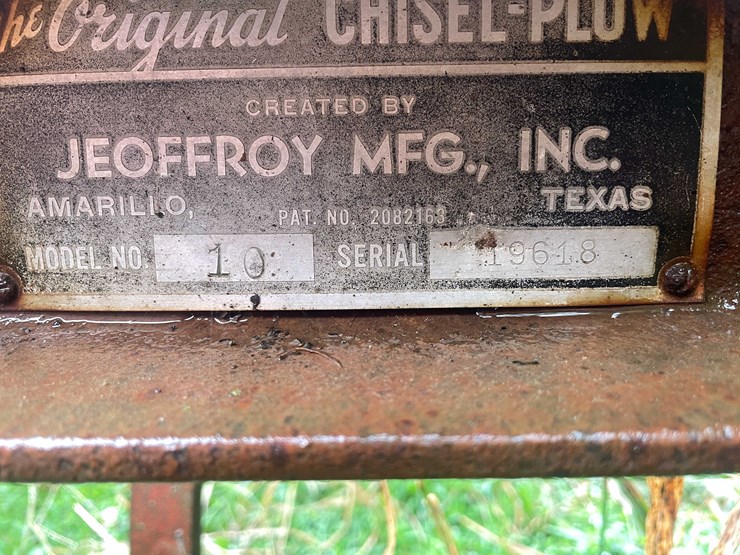 The Original CHISEL-PLOW
CREATED BY
JEOFFROY MFG., INC.
AMARILLO, TEXAS
PAT. NO. 2082163
MODEL NO. 10 SERIAL 19618